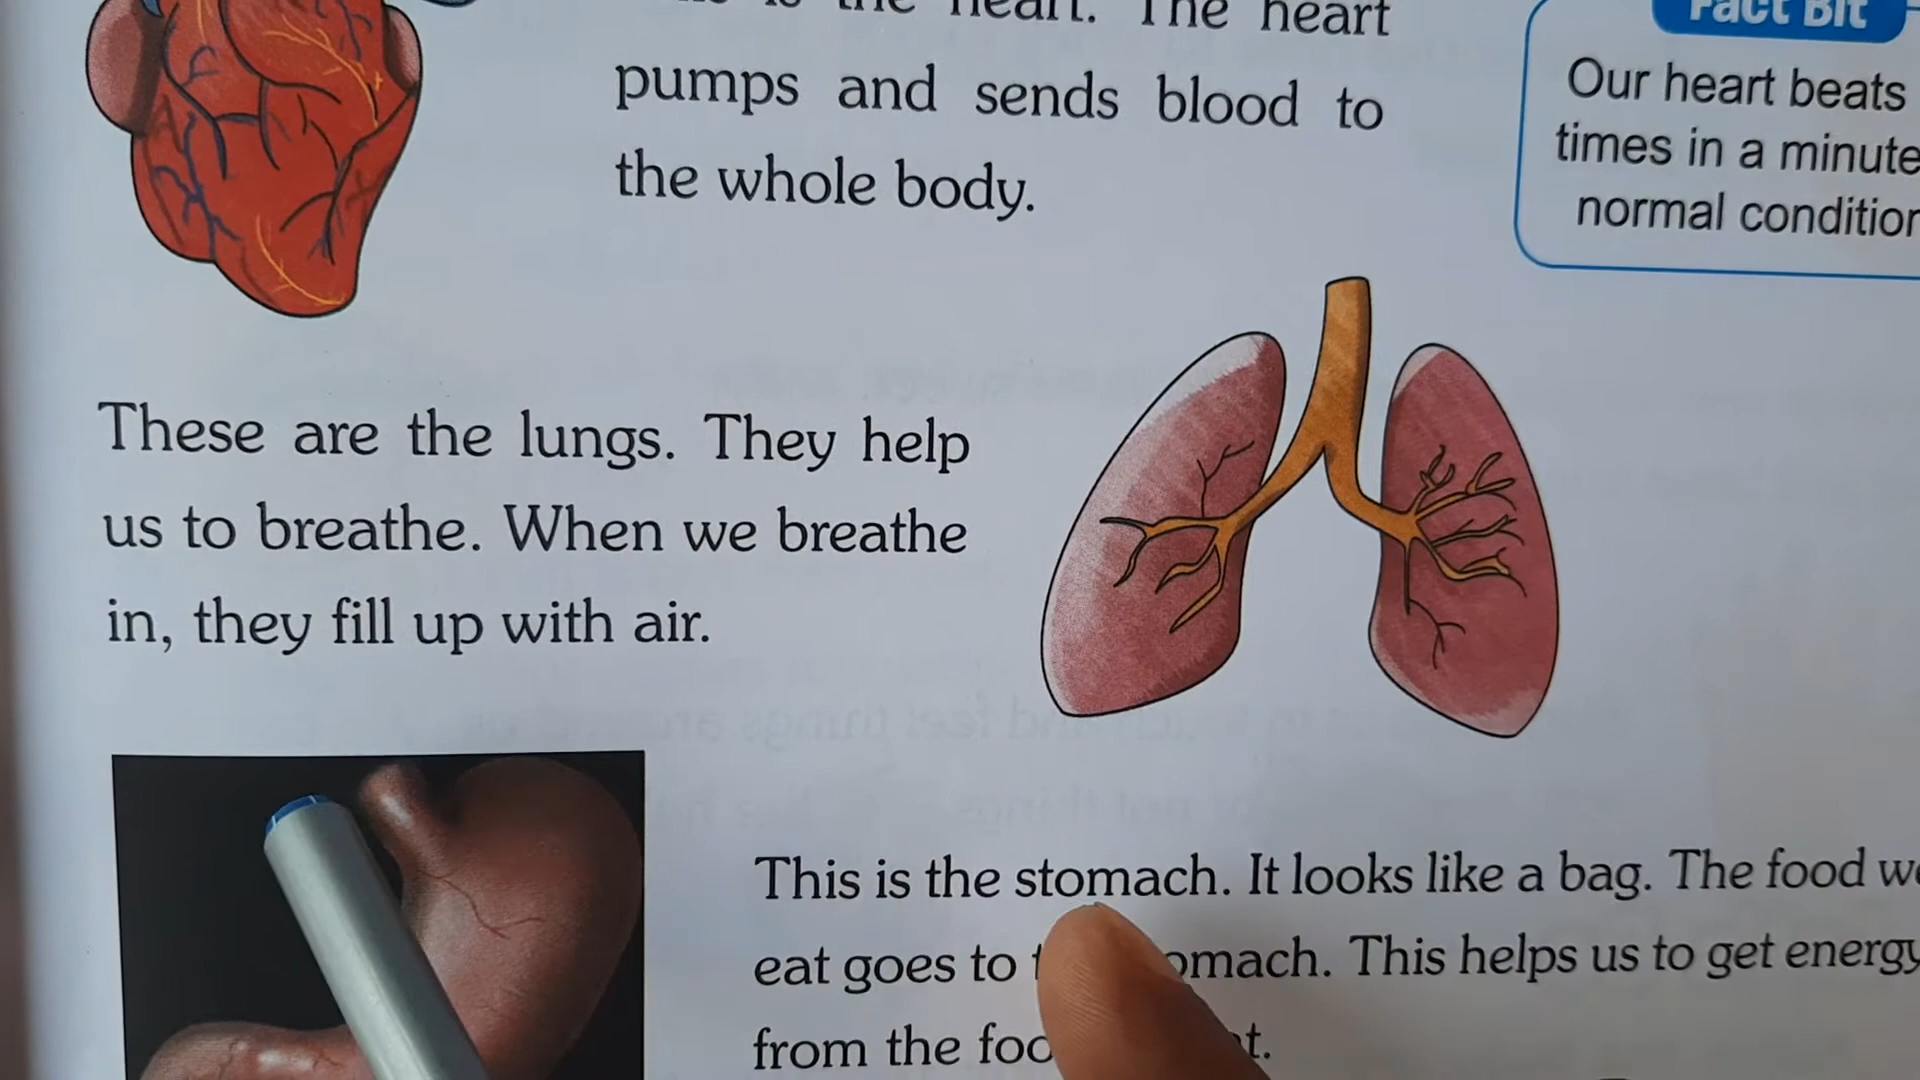 the heart. The heart
pumps and sends blood to
the whole body.
Fact Bit
Our heart beats
times in a minute
normal condition
These are the lungs. They help
us to breathe. When we breathe
in, they fill up with air.
This is the stomach. It looks like a bag. The food we
eat goes to stomach. This helps us to get energy
from the